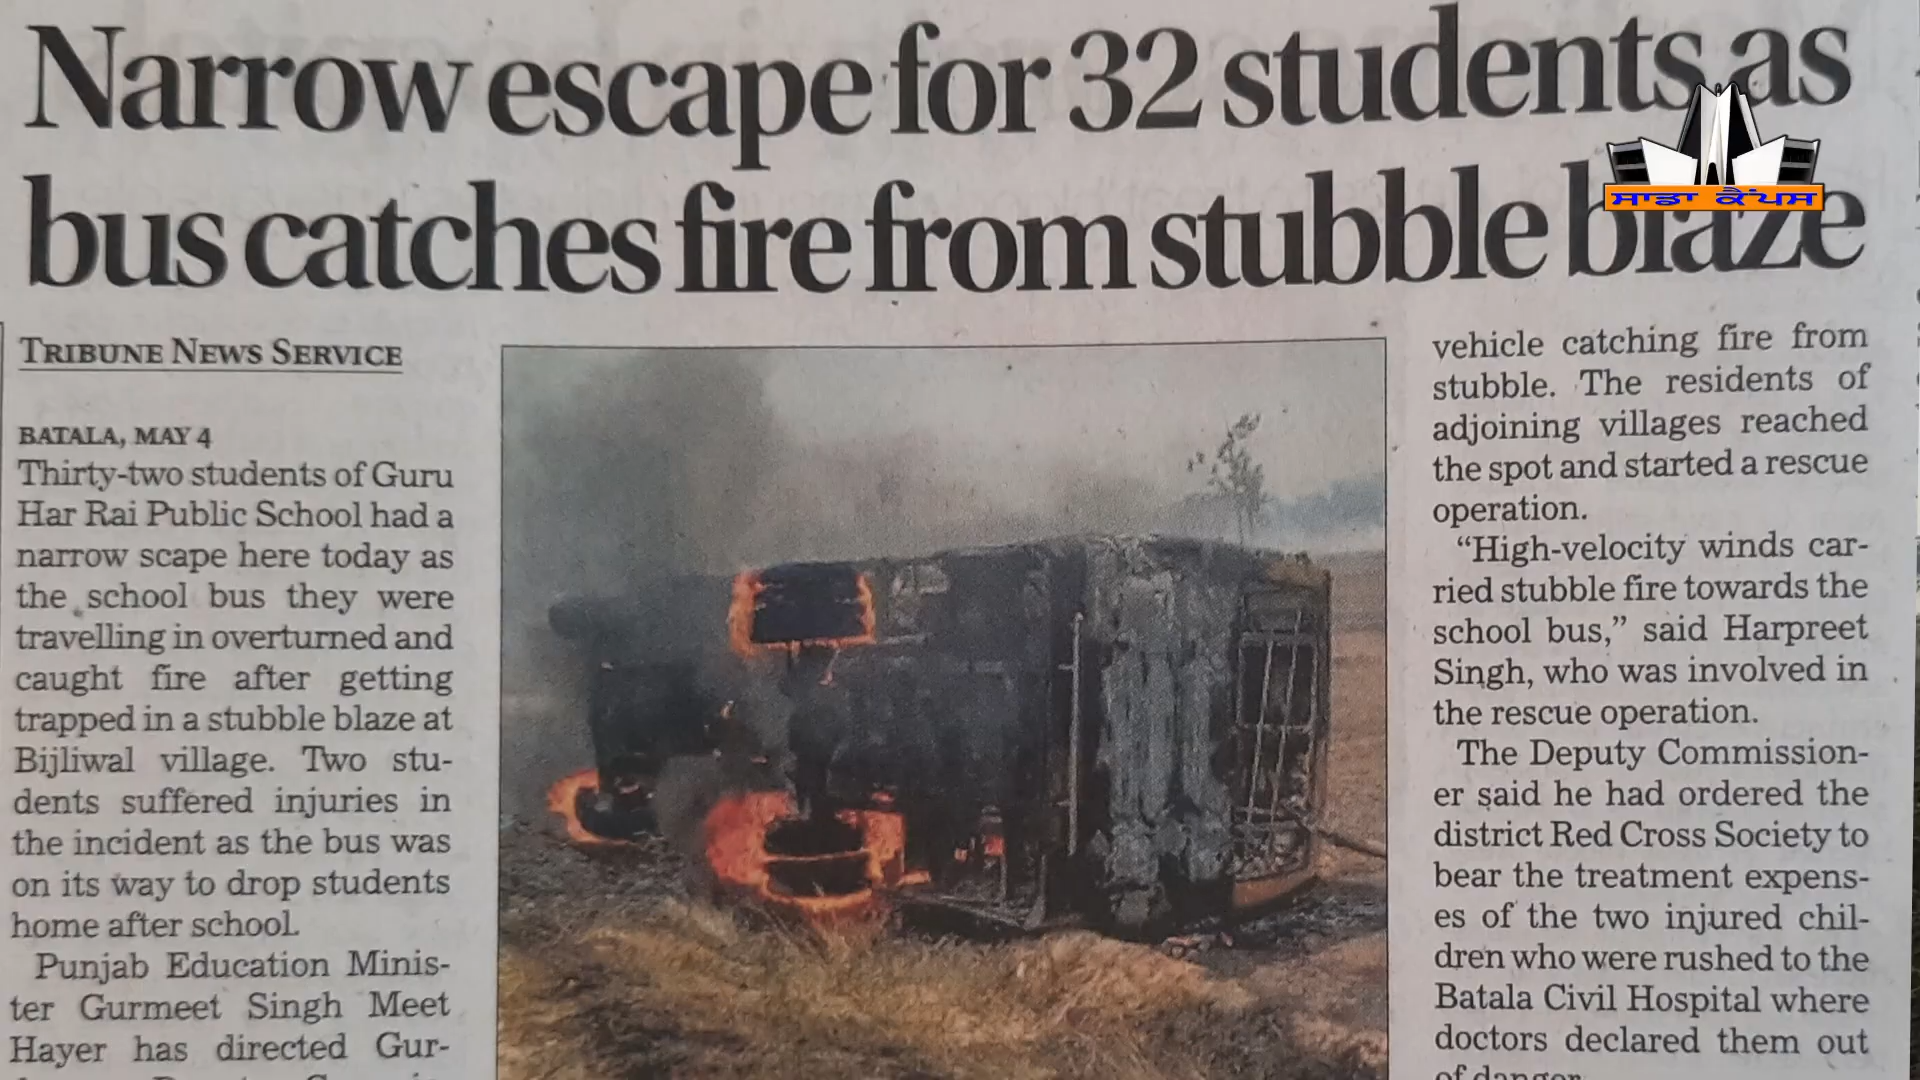 Narrow escape for 32 students as
bus catches fire from stubble blaze
ਸਾਡਾ ਕੈਂਪਸ
TRIBUNE NEWS SERVICE
BATALA, MAY 4
Thirty-two students of Guru
Har Rai Public School had a
narrow scape here today as
the school bus they were
travelling in overturned and
caught fire after getting
trapped in a stubble blaze at
Bijliwal village. Two stu-
dents suffered injuries in
the incident as the bus was
on its way to drop students
home after school.
Punjab Education Minis-
ter Gurmeet Singh Meet
Hayer has directed Gur-
vehicle catching fire from
stubble. The residents of
adjoining villages reached
the spot and started a rescue
operation.
“High-velocity winds car-
ried stubble fire towards the
school bus,” said Harpreet
Singh, who was involved in
the rescue operation.
The Deputy Commission-
er said he had ordered the
district Red Cross Society to
bear the treatment expens-
es of the two injured chil-
dren who were rushed to the
Batala Civil Hospital where
doctors declared them out
of danger